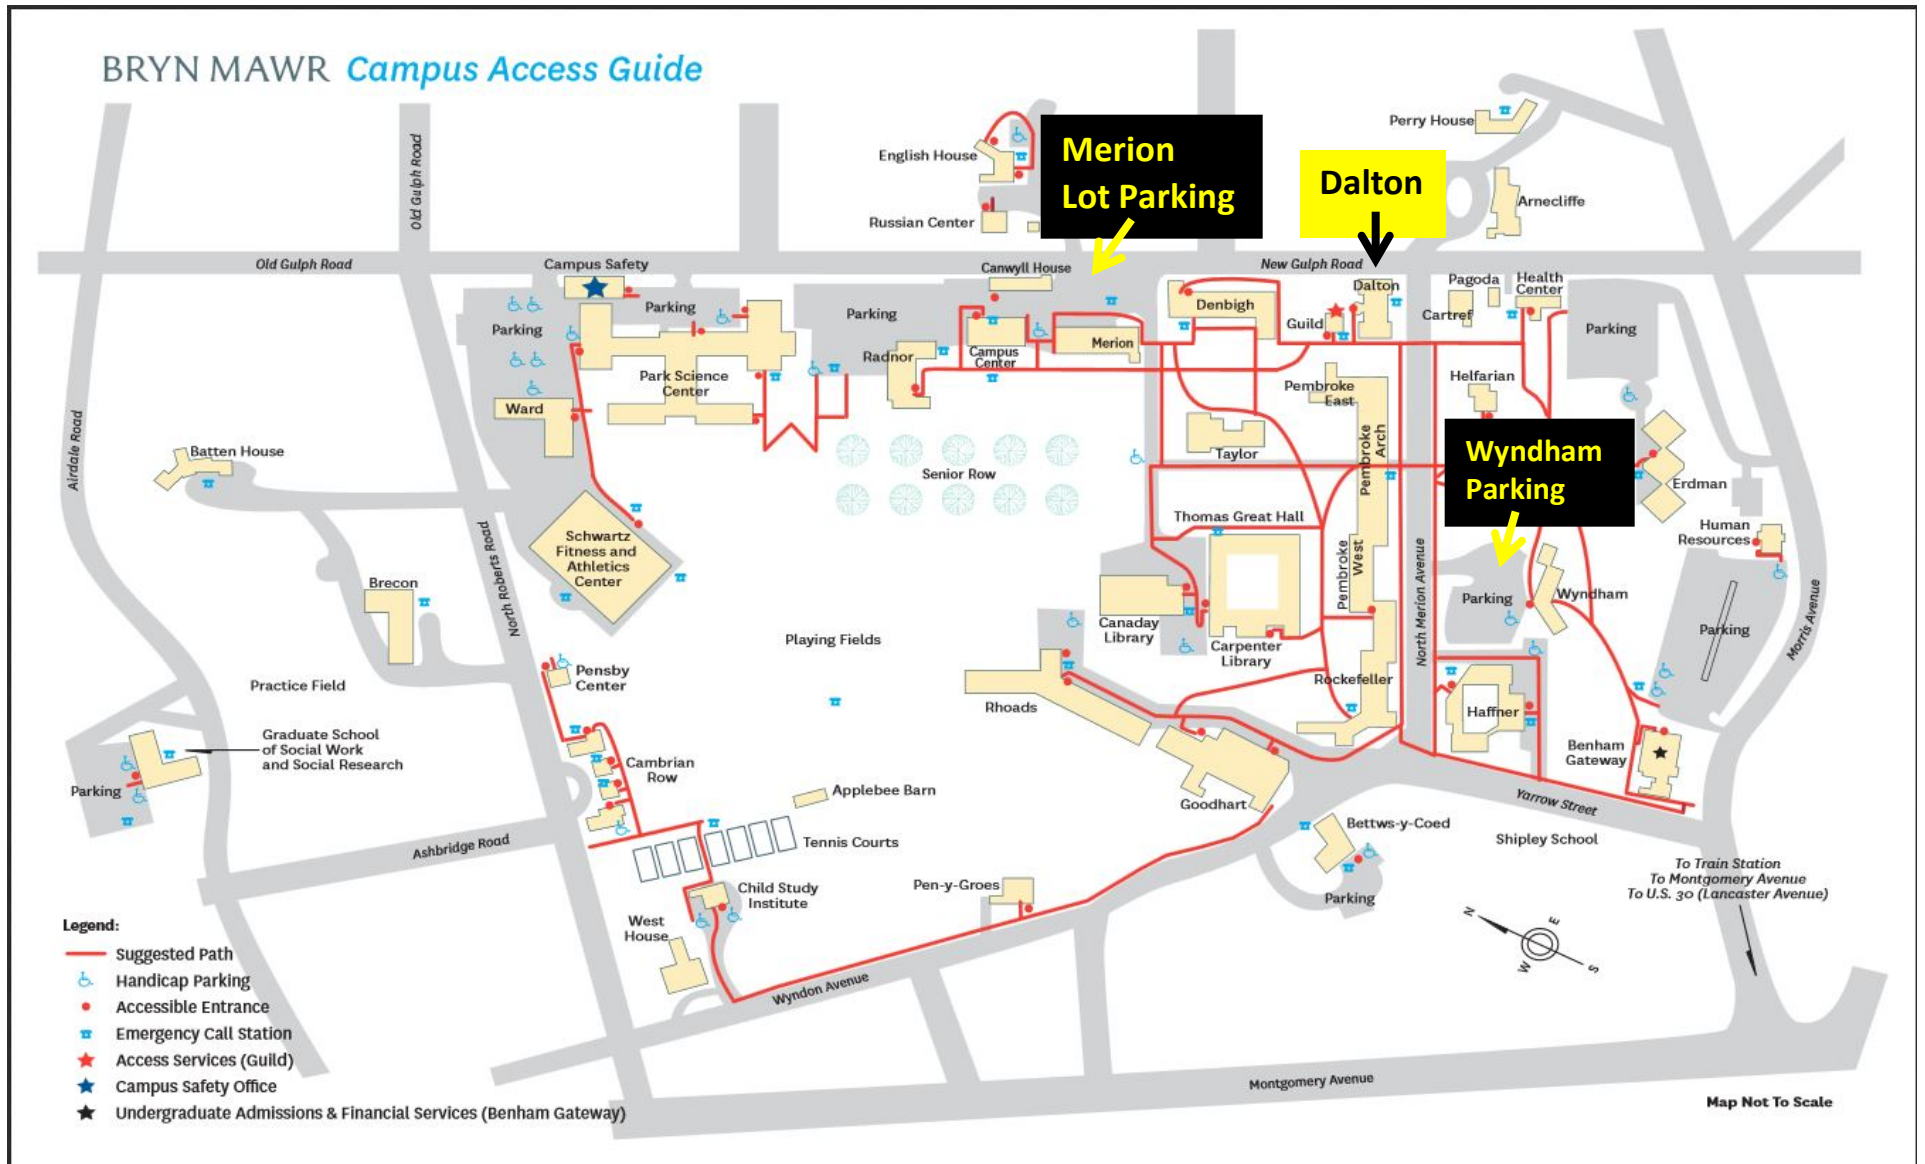 BRYN MAWR Campus Access Guide
Perry House
English House
Merion
Lot Parking
Dalton
Old Gulph Road
Russian Center
Arnecliffe
Old Gulph Road
Campus Safety
Canwyll House
New Gulph Road
Pagoda
Health
Center
Dalton
Parking
Parking
Parking
Denbigh
Cartref
Guild
Parking
Merion
Campus
Center
Radnor
Park Science
Center
Pembroke
East
Helfarian
Ward
Airdale Road
Batten House
Taylor
Pembroke
Arch
Wyndham
Parking
Senior Row
Erdman
Thomas Great Hall
Human
Resources
Schwartz
Fitness and
Athletics
Center
North Roberts Road
Brecon
Pembroke
West
North Merion Avenue
Parking
Wyndham
Canaday
Library
Carpenter
Library
Playing Fields
Parking
Morris Avenue
Pensby
Center
Practice Field
Rockefeller
Rhoads
Haffner
Graduate School
of Social Work
and Social Research
Cambrian
Row
Benham
Gateway
Parking
Applebee Barn
Goodhart
Yarrow Street
Bettws-y-Coed
Shipley School
Ashbridge Road
Tennis Courts
To Train Station
To Montgomery Avenue
To U.S. 30 (Lancaster Avenue)
Child Study
Institute
Pen-y-Groes
Parking
West
House
N
E
W
S
Wyndon Avenue
Legend:
Suggested Path
Handicap Parking
Accessible Entrance
Emergency Call Station
Access Services (Guild)
Campus Safety Office
Undergraduate Admissions & Financial Services (Benham Gateway)
Montgomery Avenue
Map Not To Scale